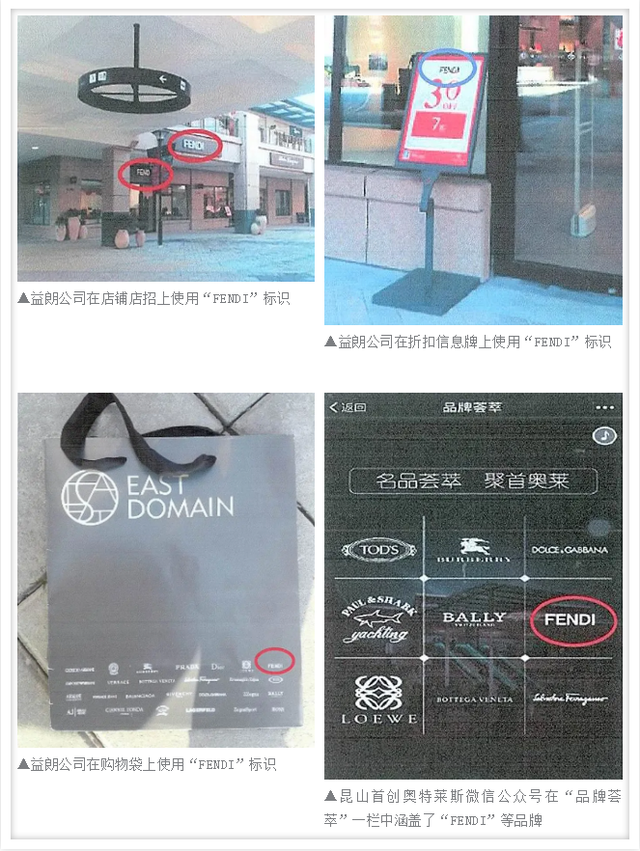 FENDI
FENDI
▲益朗公司在店铺店招上使用“FENDI”标识
FENDI
30
OFF
7
▲益朗公司在折扣信息牌上使用“FENDI”标识
EAST
DOMAIN
PRADA Dior FENDI
VERSACE BOTTEGA VENETA
BALENCIAGA BALLY
▲益朗公司在购物袋上使用“FENDI”标识
返回 品牌荟萃
名品荟萃 聚首奥莱
TOD'S BURBERRY DOLCE & GABBANA
PAUL & SHARK
yachting
BALLY
SWITZERLAND
FENDI
LOEWE BOTTEGA VENETA Salvatore Ferragamo
▲昆山首创奥特莱斯微信公众号在“品牌荟
萃”一栏中涵盖了“FENDI”等品牌